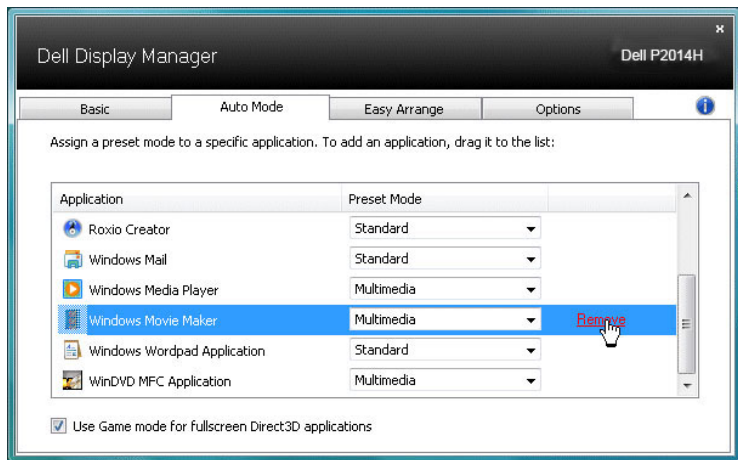 x
Dell Display Manager
Dell P2014H
Basic Auto Mode Easy Arrange Options i
Assign a preset mode to a specific application. To add an application, drag it to the list:
Application Preset Mode
Roxio Creator Standard
Windows Mail Standard
Windows Media Player Multimedia
Windows Movie Maker Multimedia Remove
Windows Wordpad Application Standard
WinDVD MFC Application Multimedia
Use Game mode for fullscreen Direct3D applications